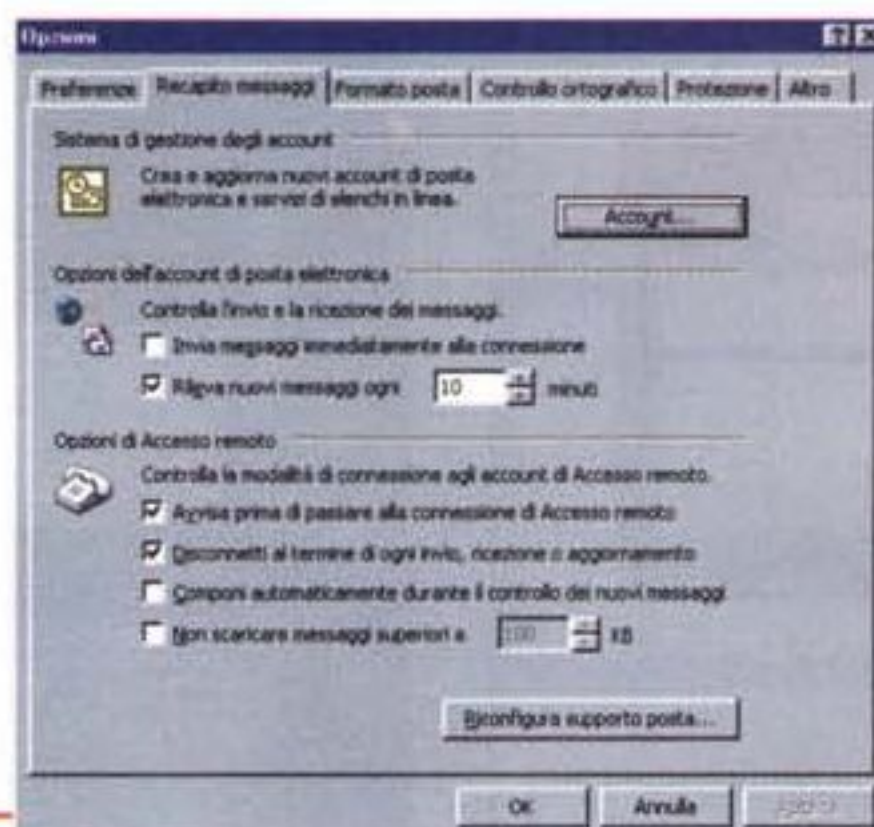 Opzioni
Preferenze Recapito messaggi Formato posta Controllo ortografico Protezione Altro
Sistema di gestione degli account
Crea e aggiorna nuovi account di posta
elettronica e servizi di elenchi in linea.
Account...
Opzioni dell'account di posta elettronica
Controlla l'invio e la ricezione dei messaggi.
Invia messaggi immediatamente alla connessione
Rileva nuovi messaggi ogni 10 minuti
Opzioni di Accesso remoto
Controlla la modalità di connessione agli account di Accesso remoto.
Avvisa prima di passare alla connessione di Accesso remoto
Disconnetti al termine di ogni invio, ricezione o aggiornamento
Componi automaticamente durante il controllo dei nuovi messaggi
Non scaricare messaggi superiori a 100 KB
Riconfigura supporto posta...
OK Annulla